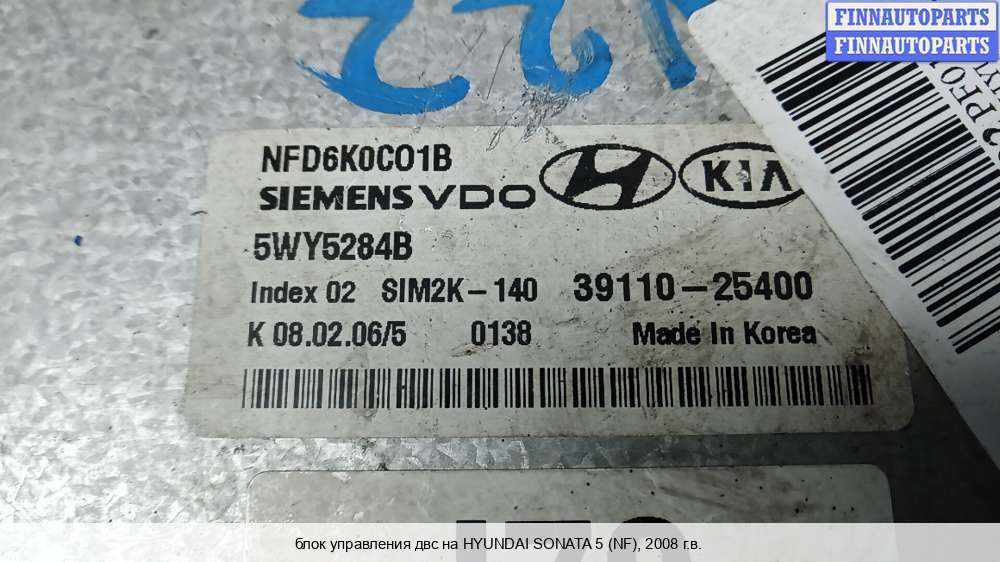 FINNAUTOPARTS
FINNAUTOPARTS
NFD6K0C01B
SIEMENS VDO
KIA
5WY5284B
Index 02 SIM2K-140 39110-25400
K 08.02.06/5 0138 Made In Korea
блок управления двс на HYUNDAI SONATA 5 (NF), 2008 г.в.